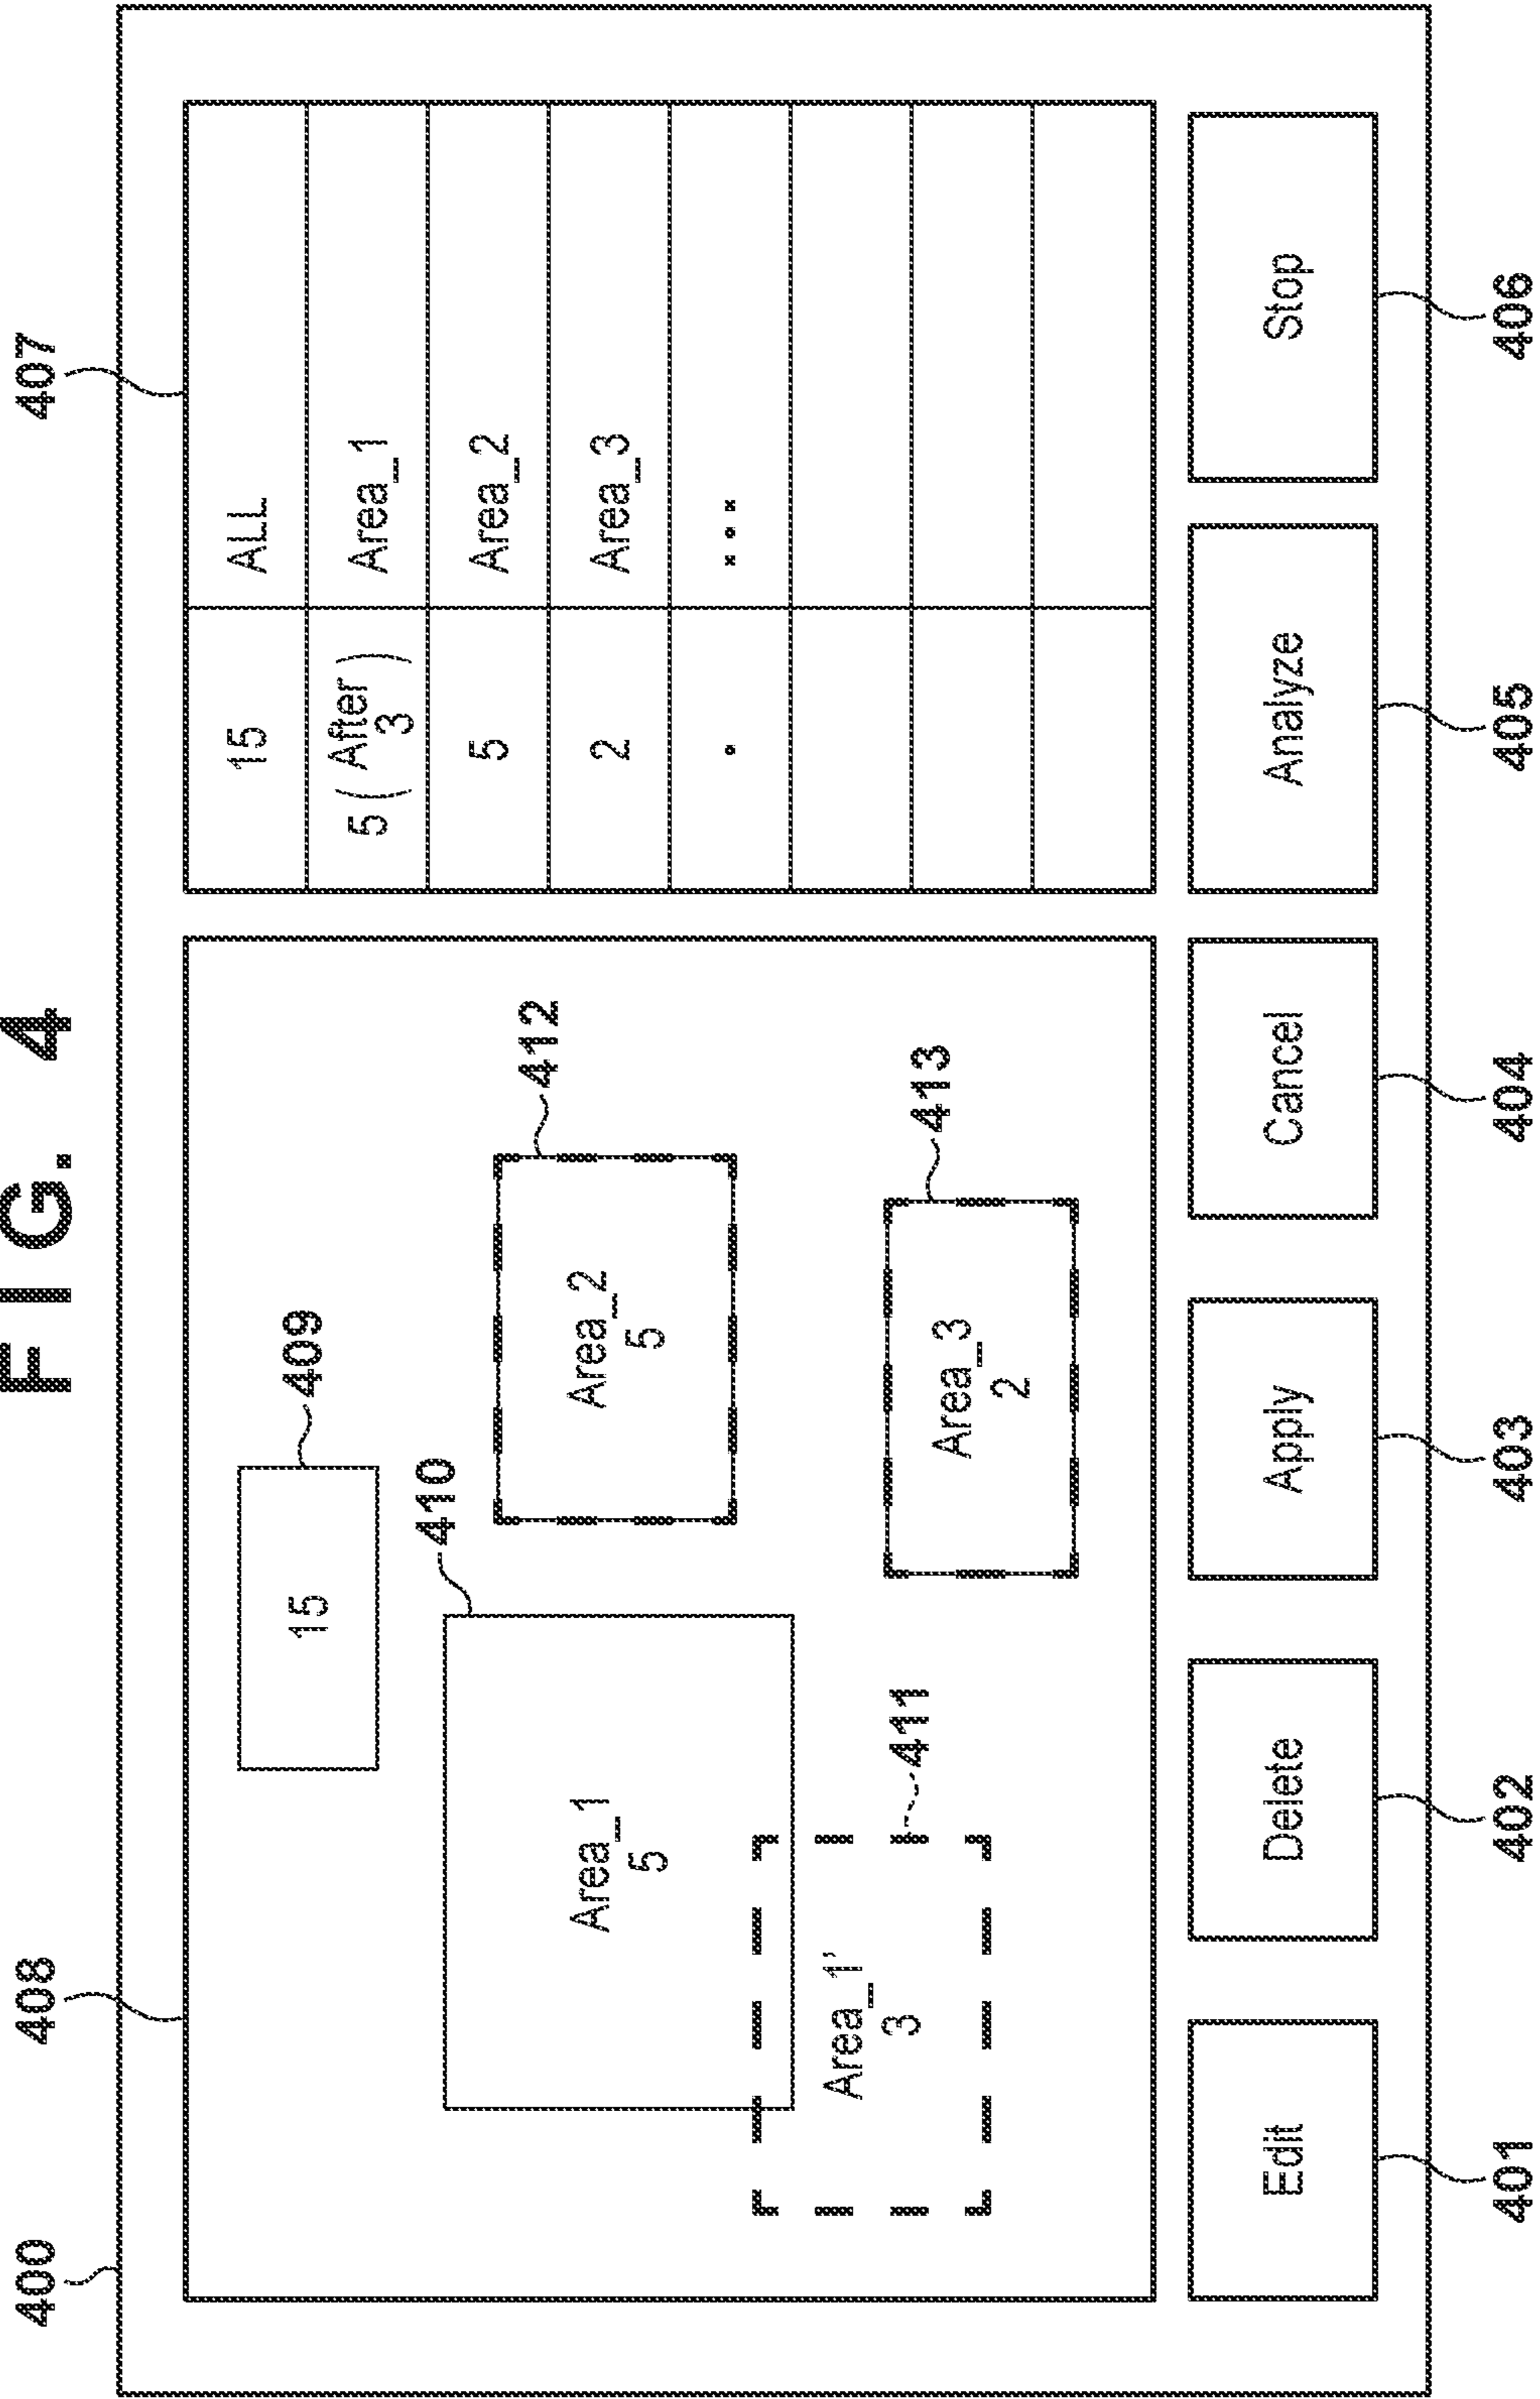 FIG. 4
400
408
407
15
409
410
Area_1
5
Area_1'
3
411
Area_2
5
412
Area_3
2
413
15 ALL
5 ( After 3 ) Area_1
5 Area_2
2 Area_3
. ...
Edit
Delete
Apply
Cancel
Analyze
Stop
401
402
403
404
405
406